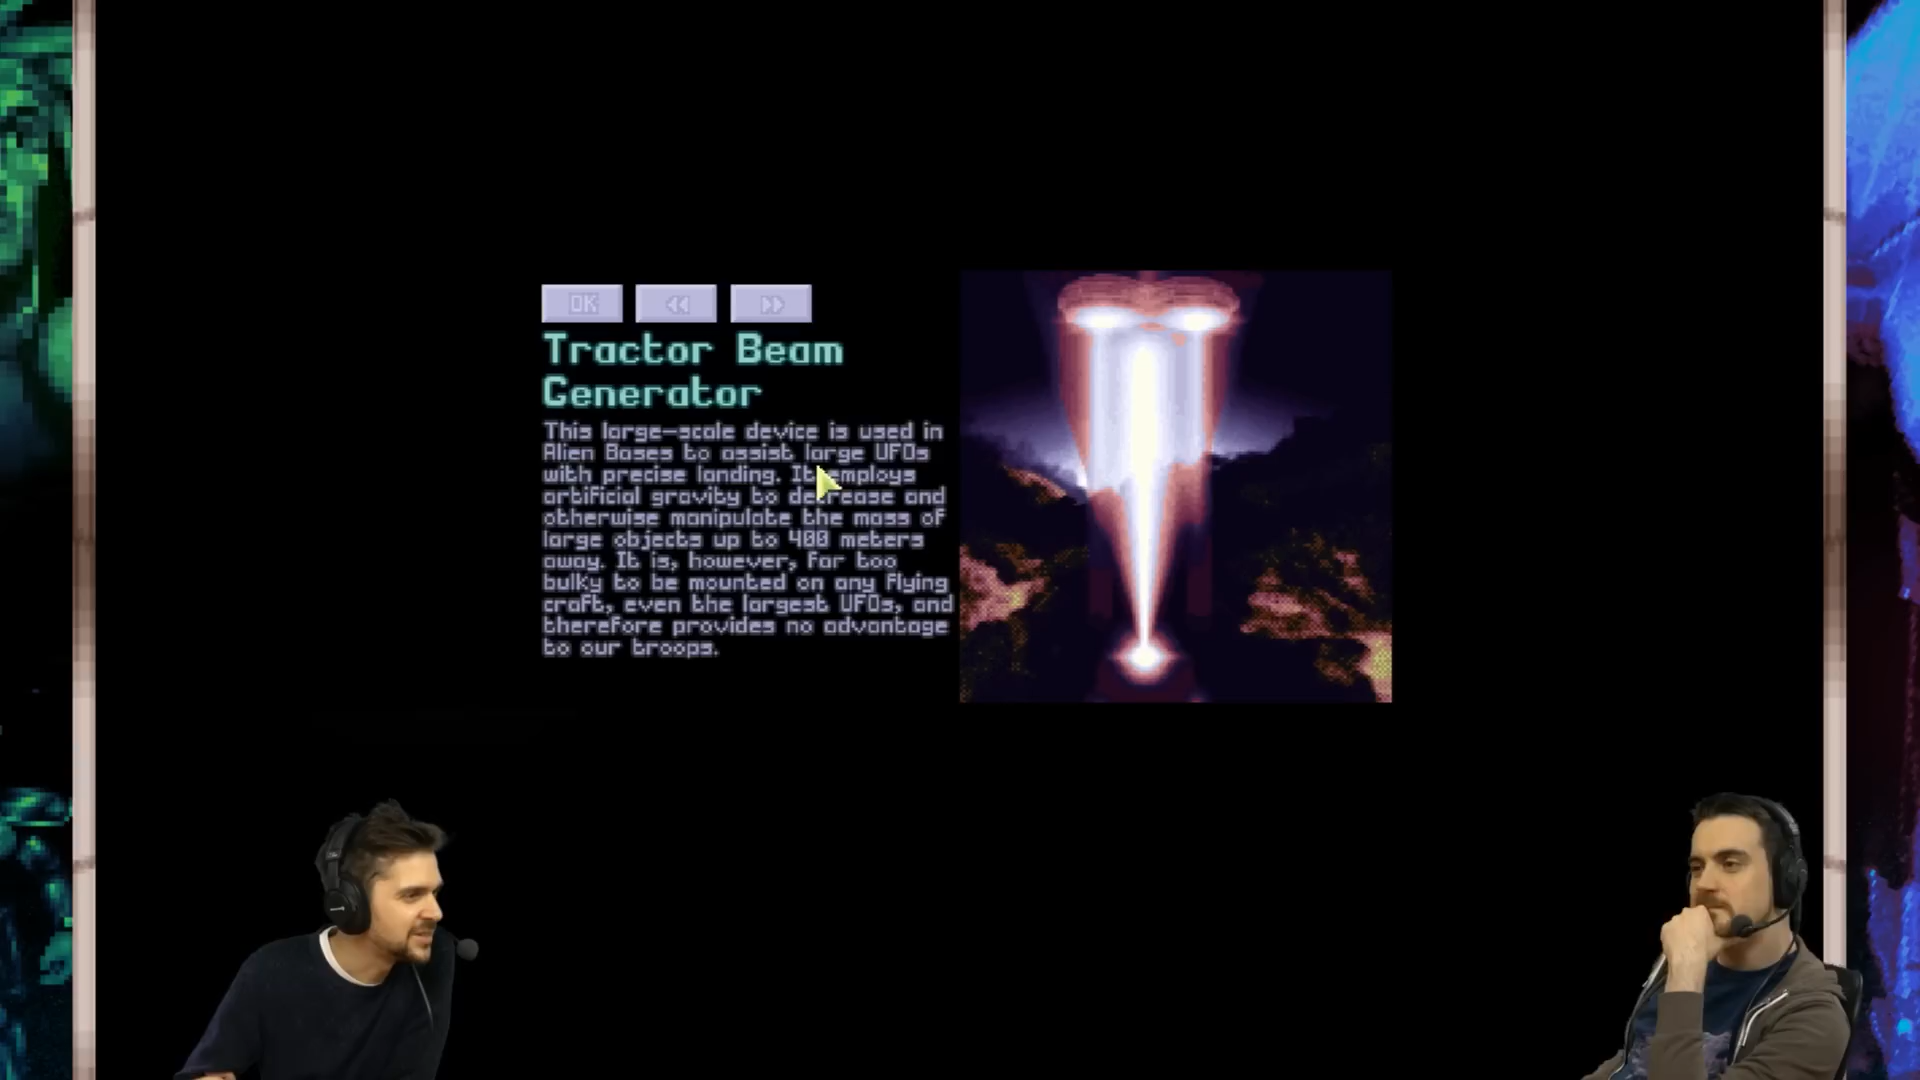 OK
Tractor Beam
Generator
This large-scale device is used in
Alien Bases to assist large UFOs
with precise landing. It employs
artificial gravity to decrease and
otherwise manipulate the mass of
large objects up to 400 meters
away. It is, however, far too
bulky to be mounted on any flying
craft, even the largest UFOs, and
therefore provides no advantage
to our troops.